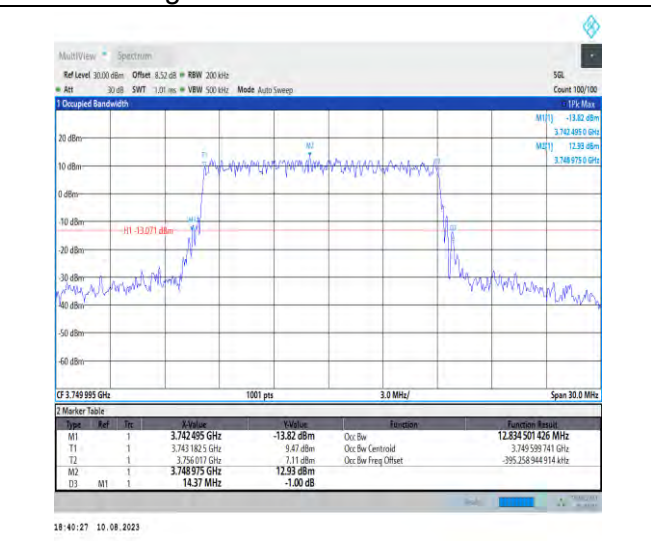 MultiView Spectrum
Ref Level 30.00 dBm Offset 8.52 dB RBW 200 kHz SGL
Att 30 dB SWT 1.01 ms VBW 500 kHz Mode Auto Sweep Count 100/100
1 Occupied Bandwidth 1Pk Max
M1[1] -13.82 dBm
3.742 495 0 GHz
M2[1] 12.93 dBm
3.748 975 0 GHz
20 dBm
M2
T1
10 dBm
0 dBm
-10 dBm
M1
H1 -13.071 dBm
-20 dBm
-30 dBm
-40 dBm
-50 dBm
-60 dBm
CF 3.749 995 GHz 1001 pts 3.0 MHz/ Span 30.0 MHz
2 Marker Table
Type Ref Trc X-Value Y-Value Function Function Result
M1 1 3.742 495 GHz -13.82 dBm Occ Bw 12.834 501 426 MHz
T1 1 3.743 182 5 GHz 9.47 dBm Occ Bw Centroid 3.749 599 741 GHz
T2 1 3.756 017 GHz 7.11 dBm Occ Bw Freq Offset -395.258 944 914 kHz
M2 1 3.748 975 GHz 12.93 dBm
D3 M1 1 14.37 MHz -1.00 dB
18:40:27 10.08.2023